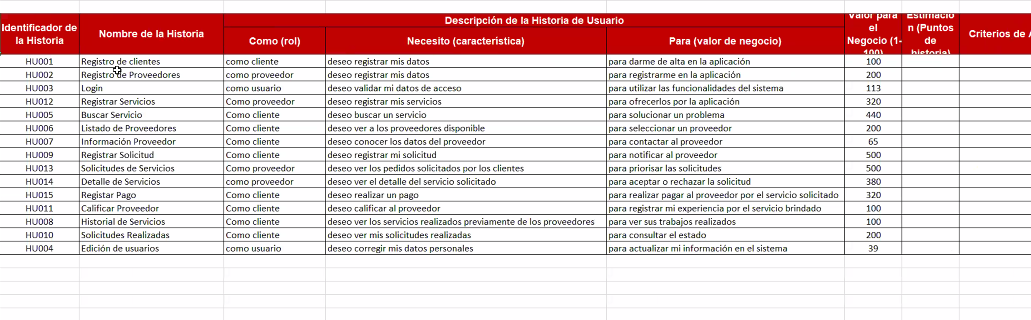 Identificador de la Historia | Nombre de la Historia | Descripción de la Historia de Usuario | Valor para el Negocio (1-100) | Estimación (Puntos de historia) | Criterios de
Como (rol) | Necesito (característica) | Para (valor de negocio)
HU001 | Registro de clientes | como cliente | deseo registrar mis datos | para darme de alta en la aplicación | 100
HU002 | Registro de Proveedores | como proveedor | deseo registrar mis datos | para registrarme en la aplicación | 200
HU003 | Login | como usuario | deseo validar mi datos de acceso | para utilizar las funcionalidades del sistema | 113
HU012 | Registrar Servicios | Como proveedor | deseo registrar mis servicios | para ofrecerlos por la aplicación | 320
HU005 | Buscar Servicio | Como cliente | deseo buscar un servicio | para solucionar un problema | 440
HU006 | Listado de Proveedores | Como cliente | deseo ver a los proveedores disponible | para seleccionar un proveedor | 200
HU007 | Información Proveedor | Como cliente | deseo conocer los datos del proveedor | para contactar al proveedor | 65
HU009 | Registrar Solicitud | Como cliente | deseo registrar mi solicitud | para notificar al proveedor | 500
HU013 | Solicitudes de Servicios | Como proveedor | deseo ver los pedidos solicitados por los clientes | para priorisar las solicitudes | 500
HU014 | Detalle de Servicios | como proveedor | deseo ver el detalle del servicio solicitado | para aceptar o rechazar la solicitud | 380
HU015 | Registar Pago | Como cliente | deseo realizar un pago | para realizar pagar al proveedor por el servicio solicitado | 320
HU011 | Calificar Proveedor | Como cliente | deseo calificar al proveedor | para registrar mi experiencia por el servicio brindado | 100
HU008 | Historial de Servicios | Como cliente | deseo ver los servicios realizados previamente de los proveedores | para ver sus trabajos realizados | 100
HU010 | Solicitudes Realizadas | Como cliente | deseo ver mis solicitudes realizadas | para consultar el estado | 200
HU004 | Edición de usuarios | como usuario | deseo corregir mis datos personales | para actualizar mi información en el sistema | 39